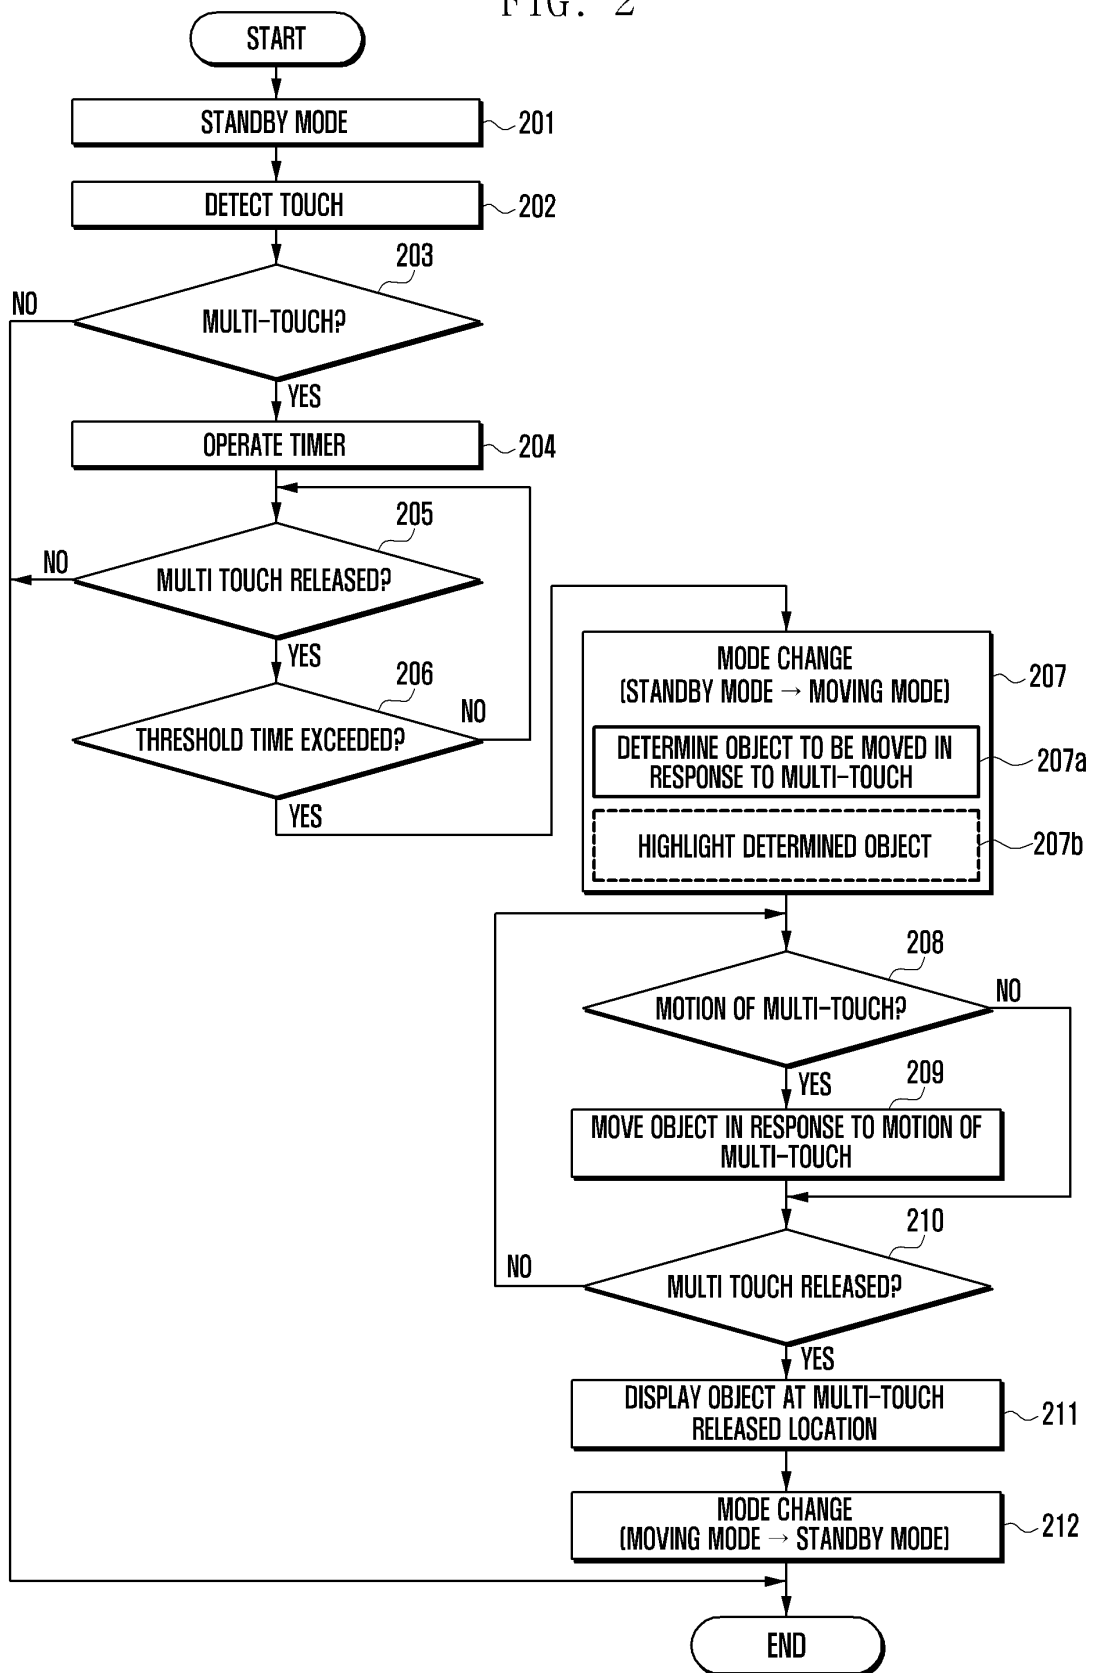 FIG. 2
START
STANDBY MODE
201
DETECT TOUCH
202
203
MULTI-TOUCH?
NO
YES
OPERATE TIMER
204
205
MULTI TOUCH RELEASED?
NO
YES
206
THRESHOLD TIME EXCEEDED?
NO
YES
MODE CHANGE
(STANDBY MODE → MOVING MODE)
207
DETERMINE OBJECT TO BE MOVED IN
RESPONSE TO MULTI-TOUCH
207a
HIGHLIGHT DETERMINED OBJECT
207b
208
MOTION OF MULTI-TOUCH?
NO
YES
209
MOVE OBJECT IN RESPONSE TO MOTION OF
MULTI-TOUCH
210
MULTI TOUCH RELEASED?
NO
YES
DISPLAY OBJECT AT MULTI-TOUCH
RELEASED LOCATION
211
MODE CHANGE
(MOVING MODE → STANDBY MODE)
212
END